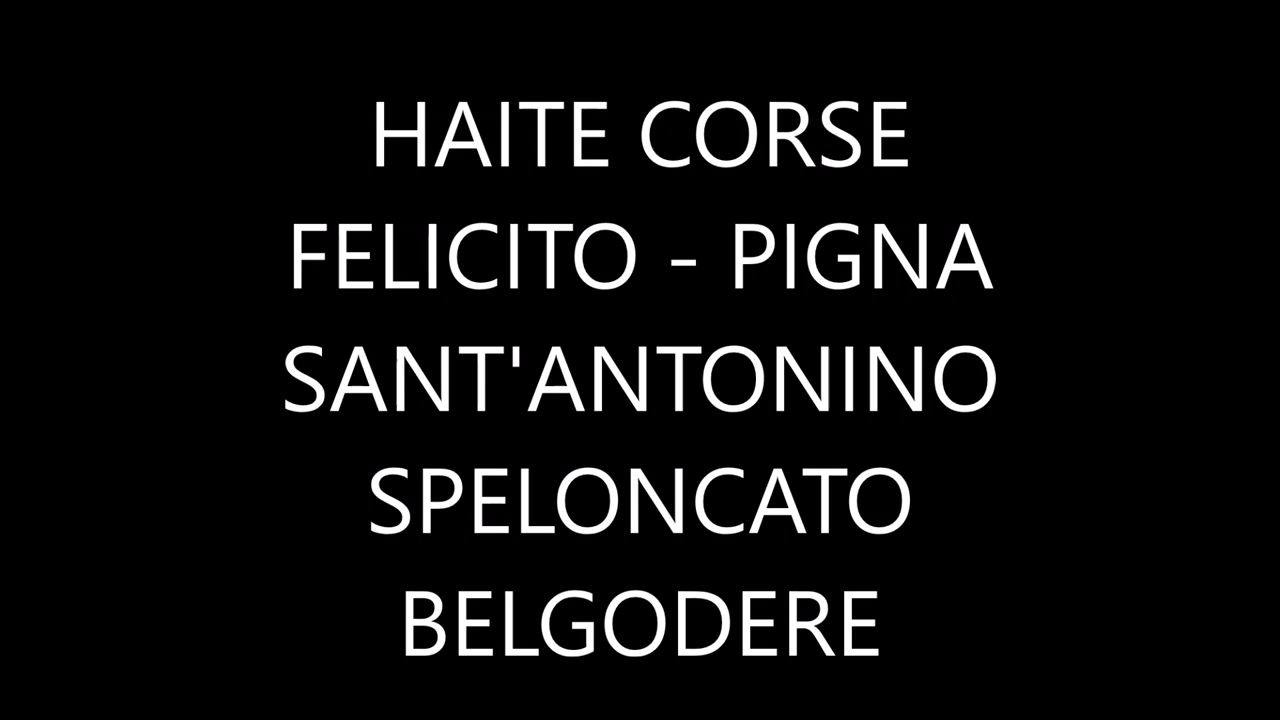 HAITE CORSE
FELICITO - PIGNA
SANT'ANTONINO
SPELONCATO
BELGODERE